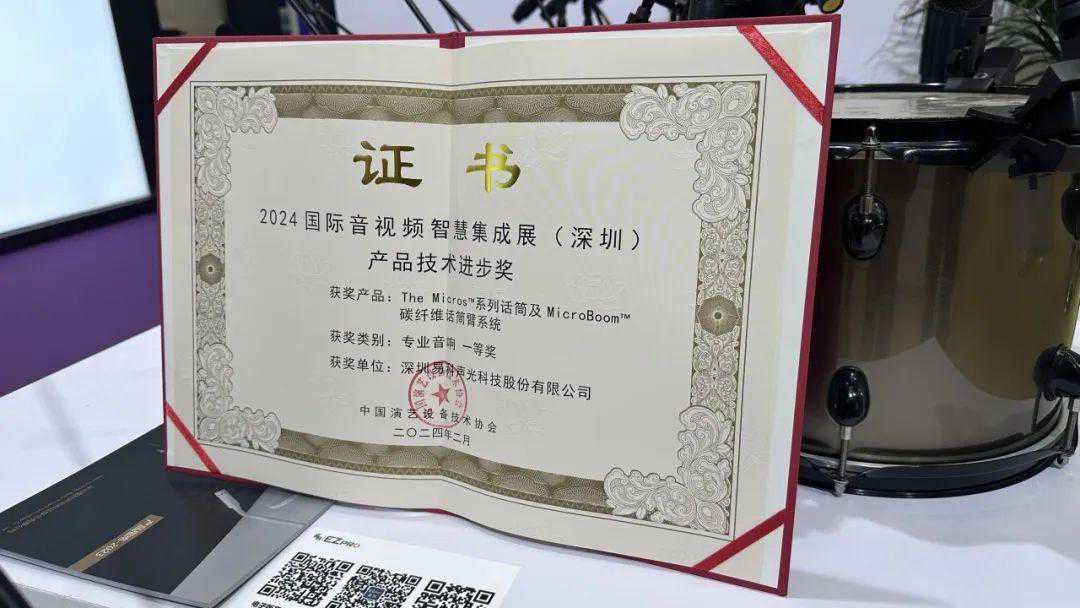 证书
2024国际音视频智慧集成展(深圳)
产品技术进步奖
获奖产品:The Micros™系列话筒及MicroBoom™
碳纤维话筒臂系统
获奖类别:专业音响 一等奖
获奖单位:深圳易科声光科技股份有限公司
中国演艺设备技术协会
二〇二四年二月
EZPRO